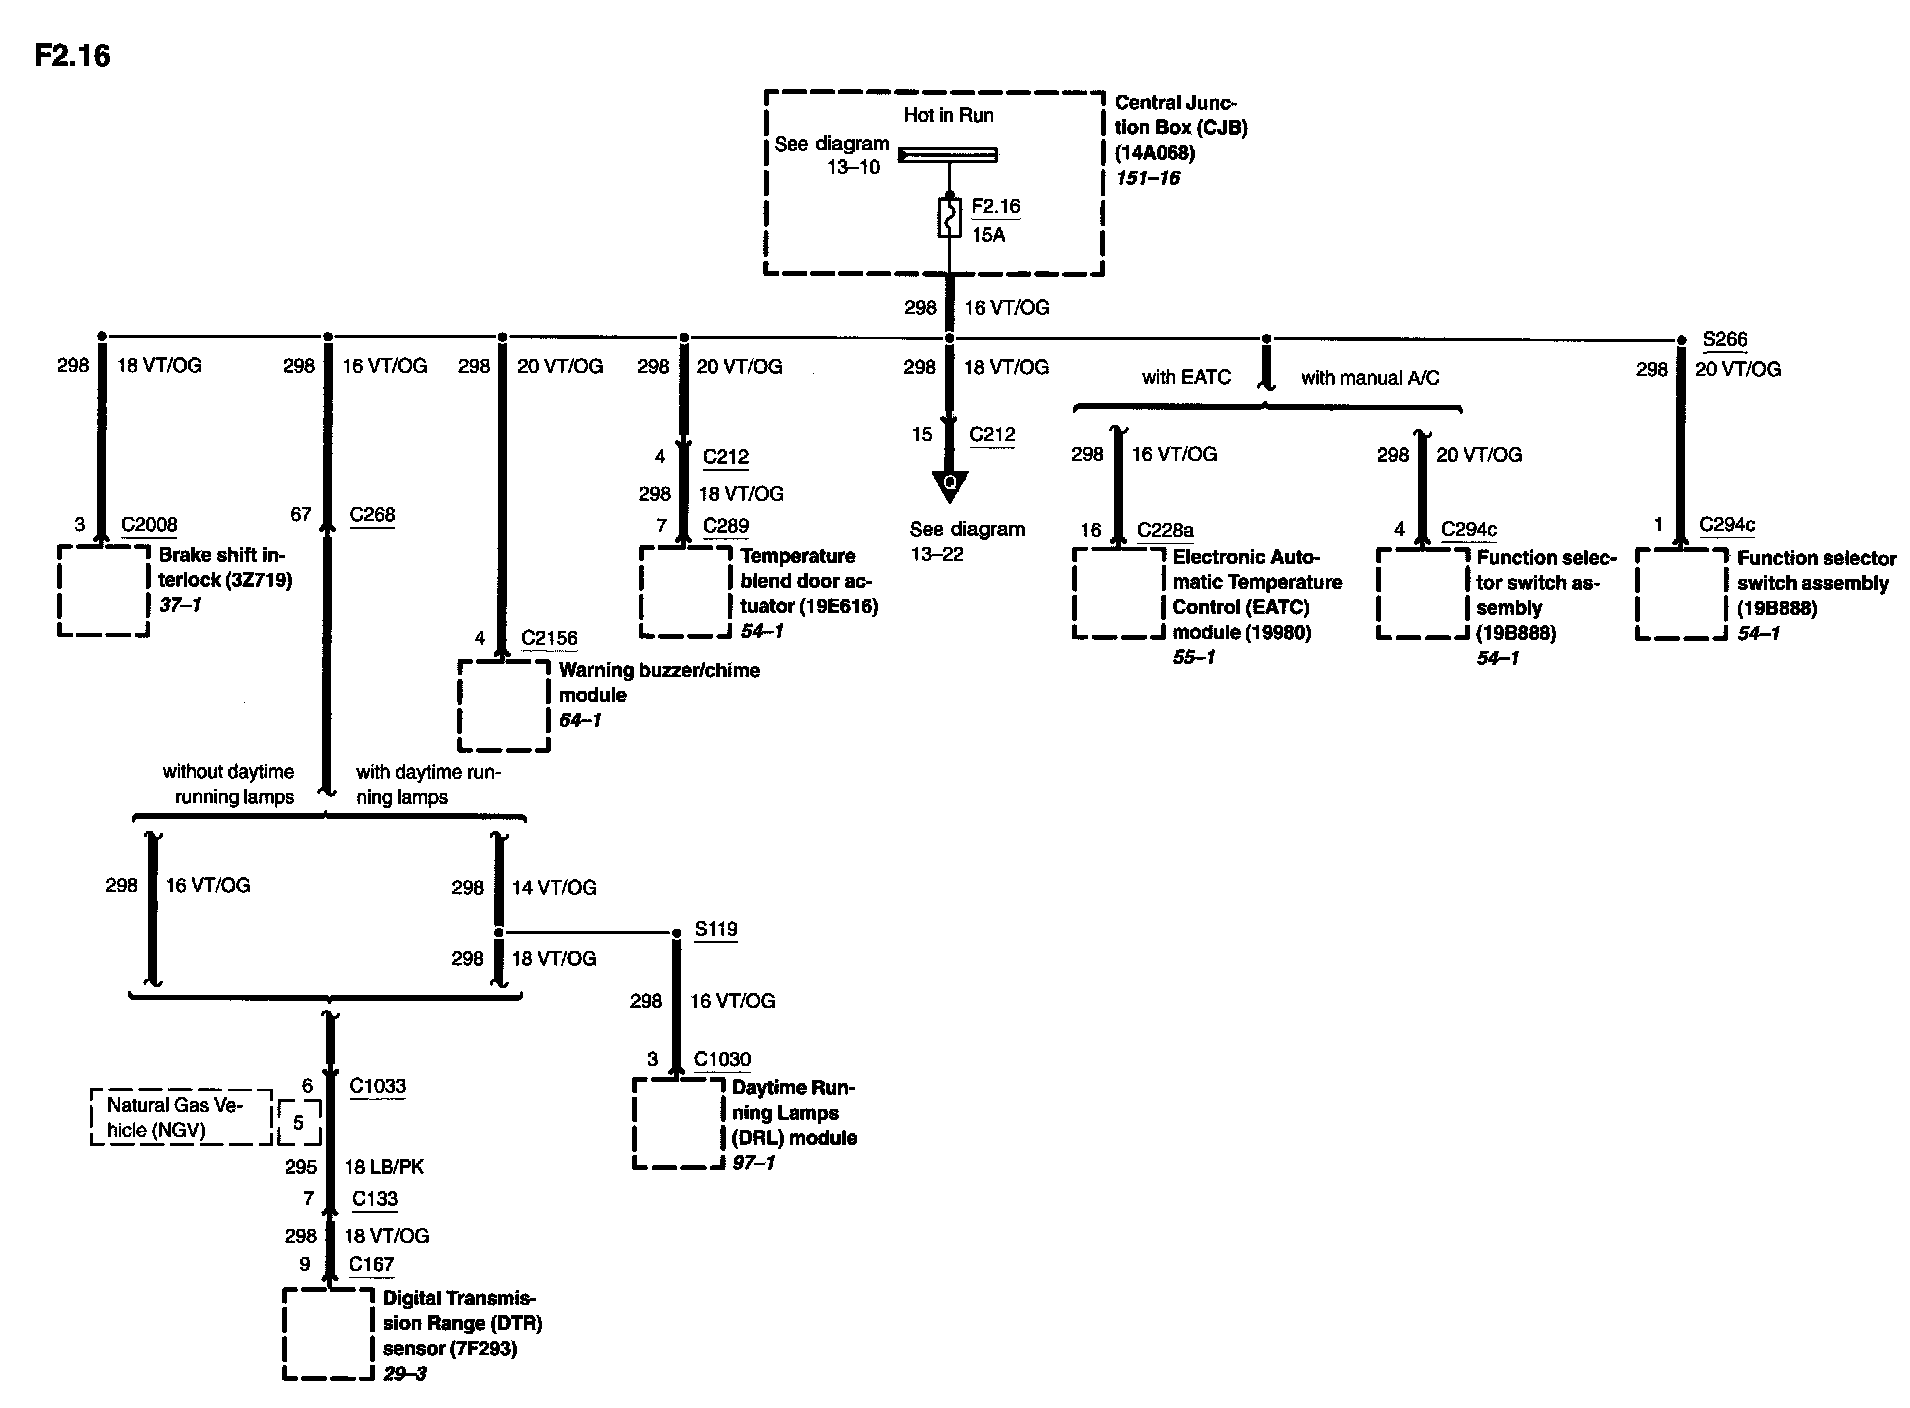 F2.16
Hot in Run
See diagram
13–10
F2.16
15A
Central Junc-
tion Box (CJB)
(14A068)
151–16
298 16 VT/OG
S266
298 18 VT/OG
298 16 VT/OG
298 20 VT/OG
298 20 VT/OG
298 18 VT/OG
with EATC
with manual A/C
298 20 VT/OG
4 C212
298 18 VT/OG
7 C289
15 C212
Q
See diagram
13–22
298 16 VT/OG
298 20 VT/OG
67 C268
3 C2008
Brake shift in-
terlock (3Z719)
37–1
4 C2156
Warning buzzer/chime
module
64–1
Temperature
blend door ac-
tuator (19E616)
54–1
16 C228a
Electronic Auto-
matic Temperature
Control (EATC)
module (19980)
55–1
4 C294c
Function selec-
tor switch as-
sembly
(19B888)
54–1
1 C294c
Function selector
switch assembly
(19B888)
54–1
without daytime
running lamps
with daytime run-
ning lamps
298 16 VT/OG
298 14 VT/OG
S119
298 18 VT/OG
298 16 VT/OG
3 C1030
Daytime Run-
ning Lamps
(DRL) module
97–1
6 C1033
Natural Gas Ve-
hicle (NGV)
5
295 18 LB/PK
7 C133
298 18 VT/OG
9 C167
Digital Transmis-
sion Range (DTR)
sensor (7F293)
29–3